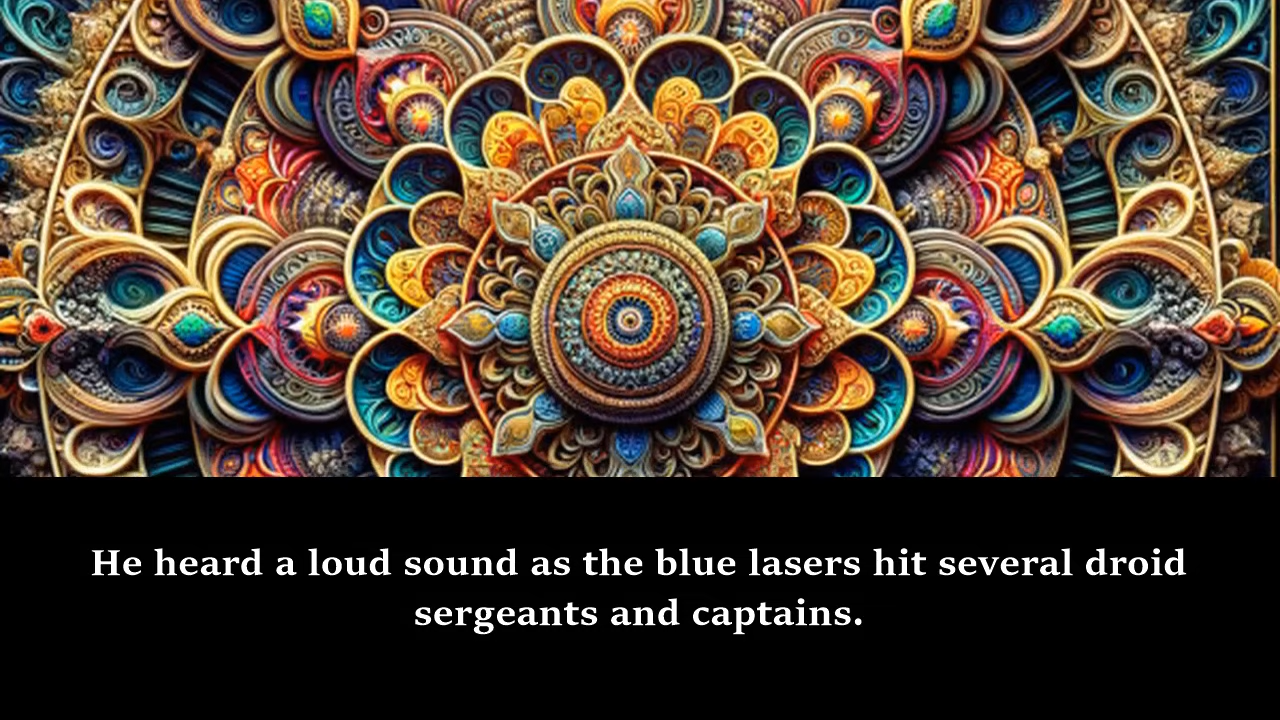 He heard a loud sound as the blue lasers hit several droid
sergeants and captains.